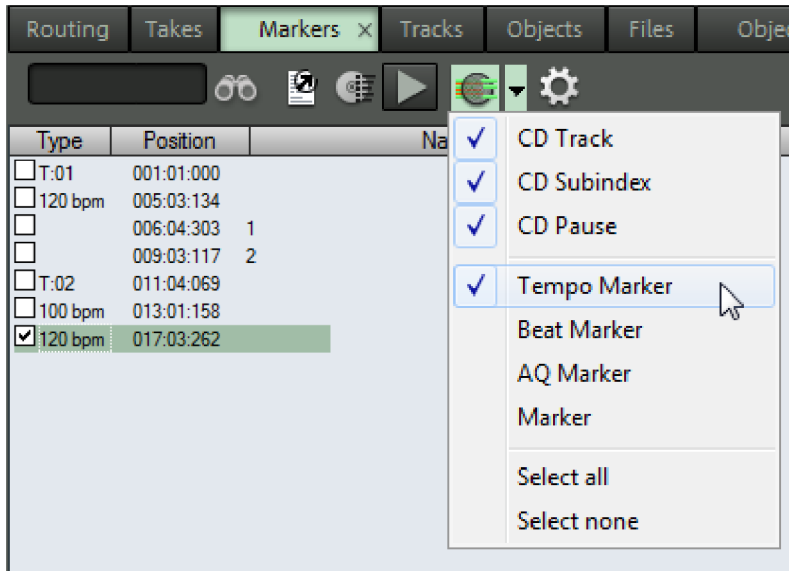 Routing Takes Markers × Tracks Objects Files Objec
Type Position Na
T:01 001:01:000
120 bpm 005:03:134
006:04:303 1
009:03:117 2
T:02 011:04:069
100 bpm 013:01:158
120 bpm 017:03:262
CD Track
CD Subindex
CD Pause
Tempo Marker
Beat Marker
AQ Marker
Marker
Select all
Select none